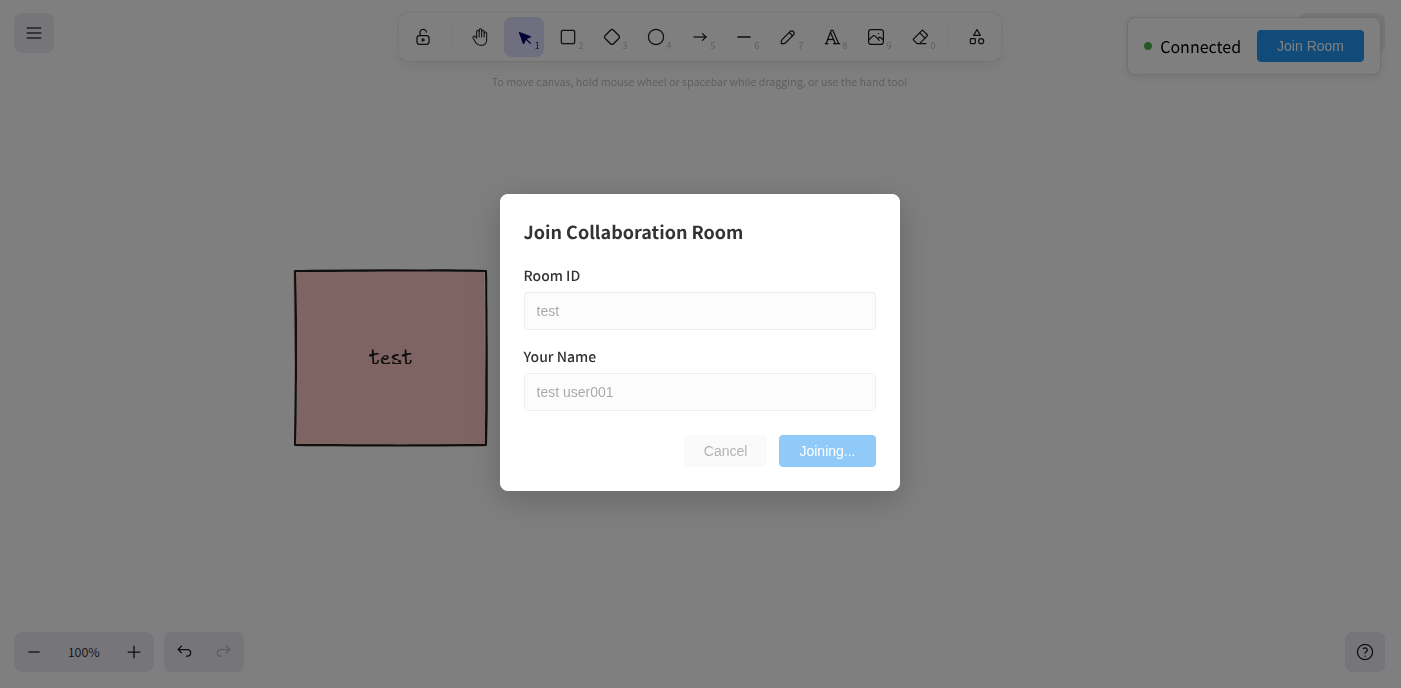 1 2 3 4 5 6 7 8 9 0
Connected
Join Room
To move canvas, hold mouse wheel or spacebar while dragging, or use the hand tool
Join Collaboration Room
Room ID
test
Your Name
test user001
Cancel
Joining...
test
100%